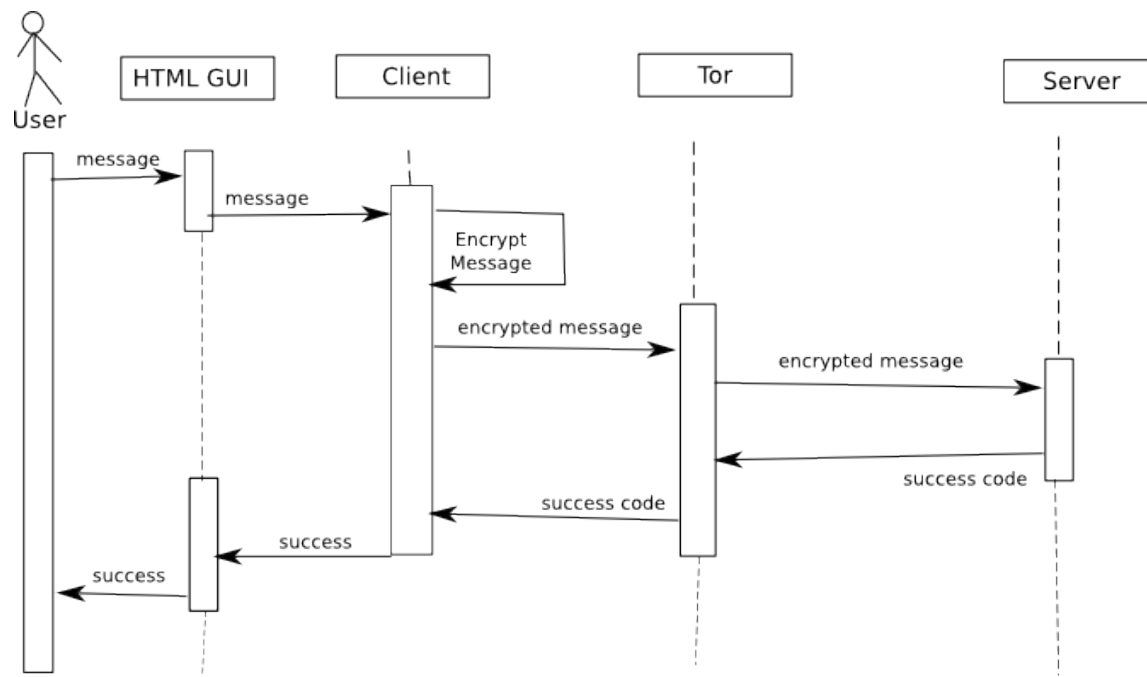 HTML GUI
Client
Tor
Server
User
message
message
Encrypt
Message
encrypted message
encrypted message
success code
success code
success
success